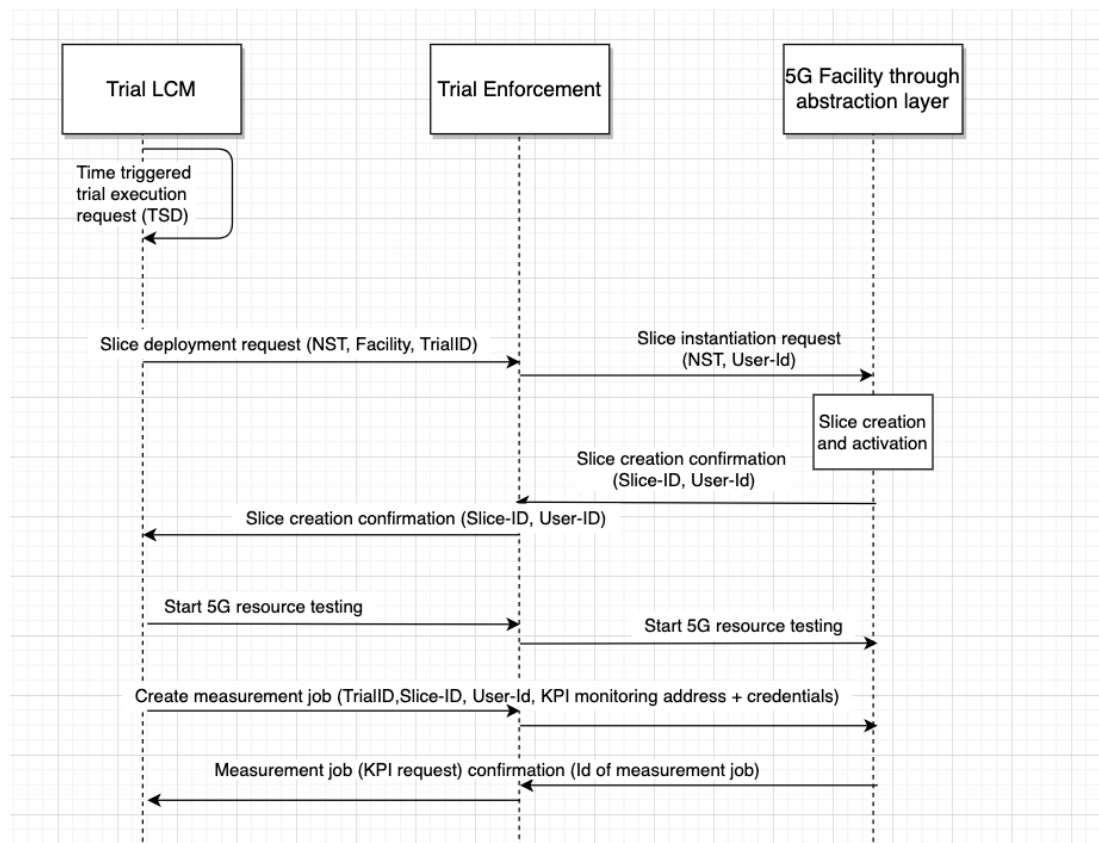 Trial LCM
Trial Enforcement
5G Facility through
abstraction layer
Time triggered
trial execution
request (TSD)
Slice deployment request (NST, Facility, TrialID)
Slice instantiation request
(NST, User-Id)
Slice creation
and activation
Slice creation confirmation
(Slice-ID, User-Id)
Slice creation confirmation (Slice-ID, User-ID)
Start 5G resource testing
Start 5G resource testing
Create measurement job (TrialID,Slice-ID, User-Id, KPI monitoring address + credentials)
Measurement job (KPI request) confirmation (Id of measurement job)